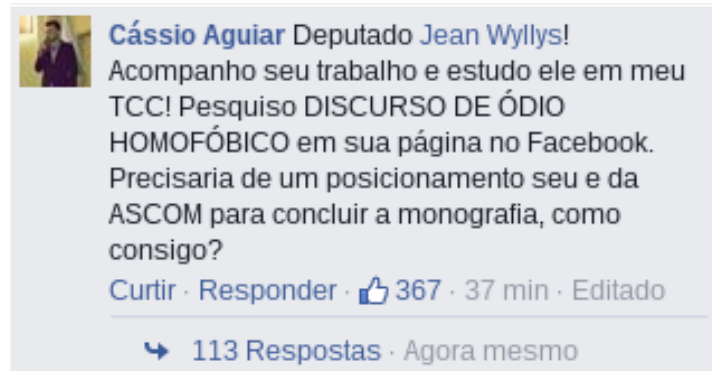 Cássio Aguiar Deputado Jean Wyllys!
Acompanho seu trabalho e estudo ele em meu
TCC! Pesquiso DISCURSO DE ÓDIO
HOMOFÓBICO em sua página no Facebook.
Precisaria de um posicionamento seu e da
ASCOM para concluir a monografia, como
consigo?
Curtir · Responder · 367 · 37 min · Editado
113 Respostas · Agora mesmo